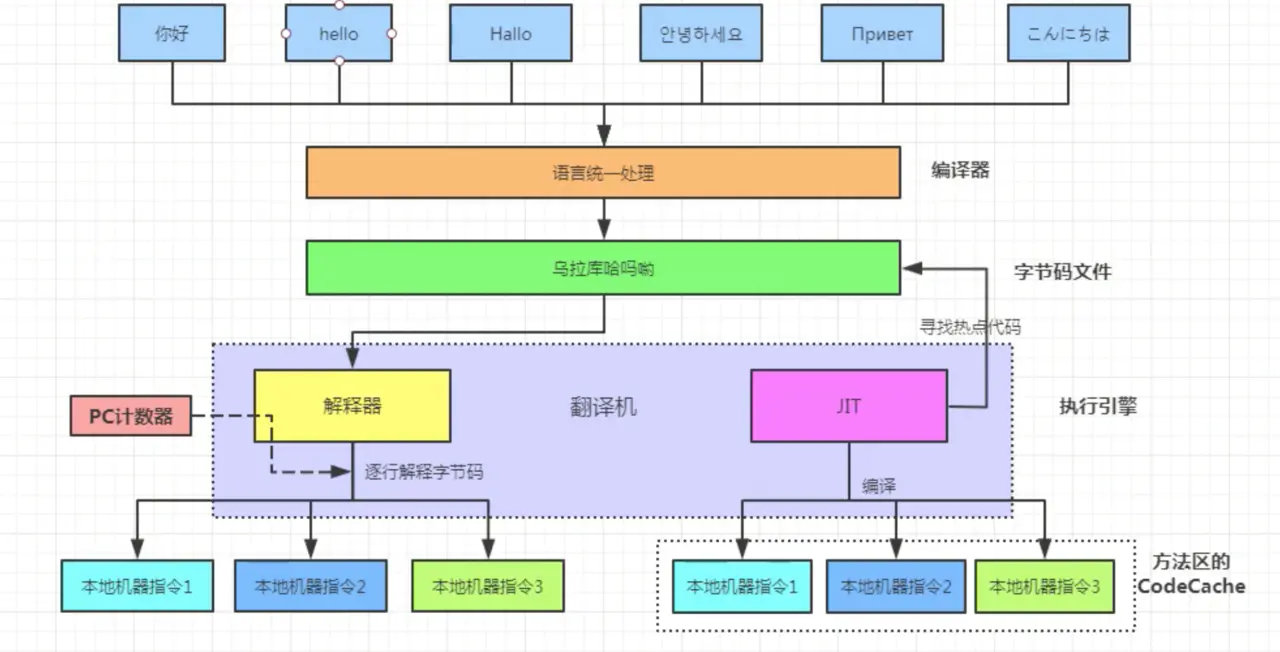 你好
hello
Hallo
안녕하세요
Привет
こんにちは
语言统一处理
编译器
乌拉库哈吗呦
字节码文件
寻找热点代码
PC计数器
解释器
翻译机
JIT
执行引擎
逐行解释字节码
编译
本地机器指令1
本地机器指令2
本地机器指令3
本地机器指令1
本地机器指令2
本地机器指令3
方法区的
CodeCache